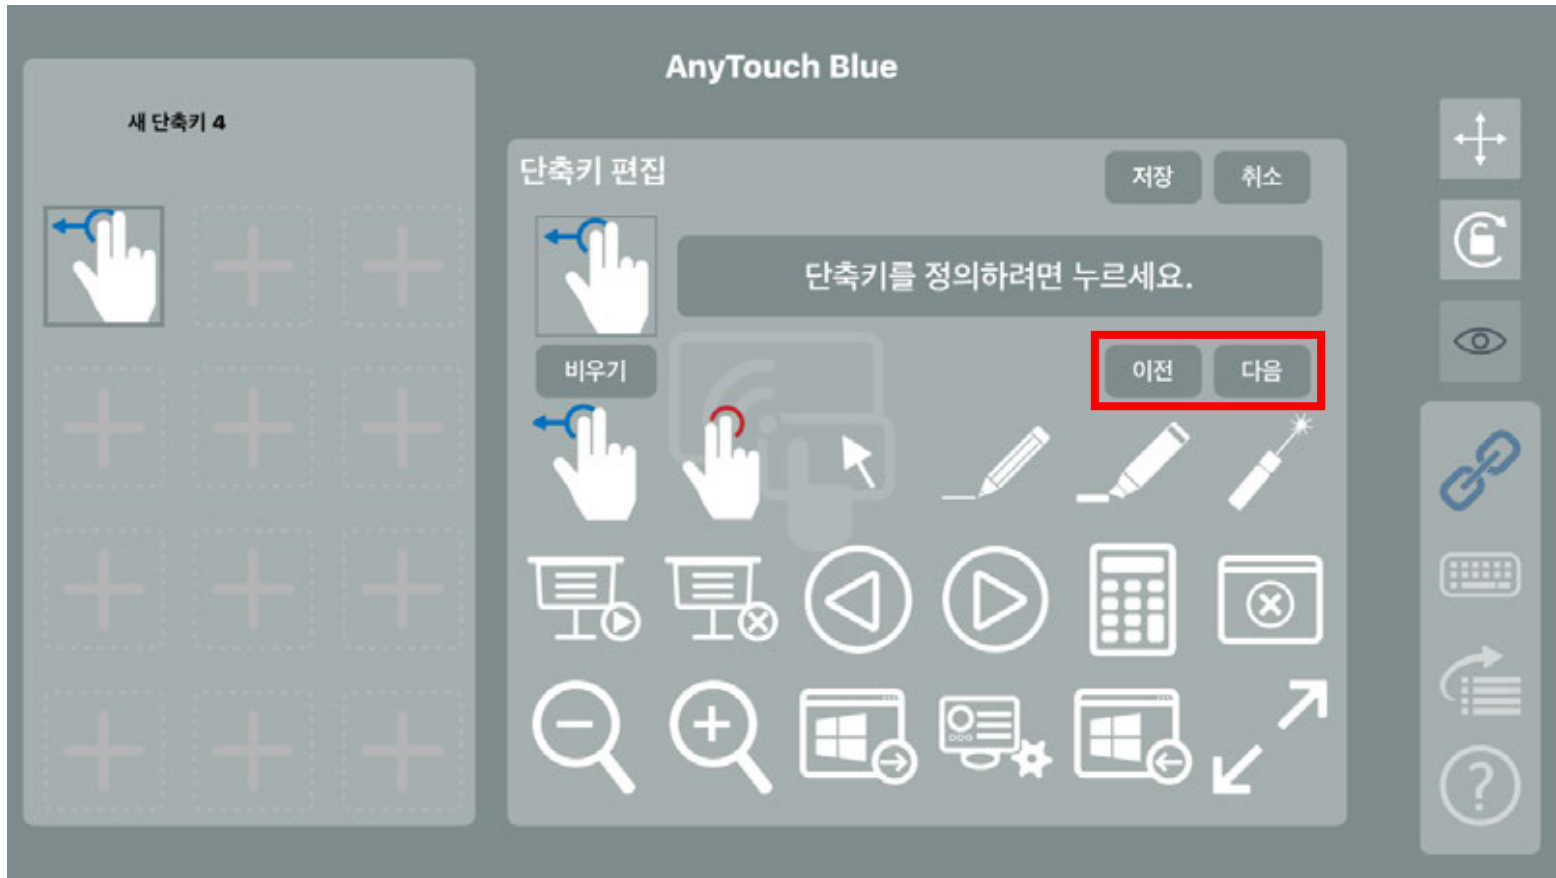 AnyTouch Blue
새 단축키 4
단축키 편집
저장
취소
단축키를 정의하려면 누르세요.
비우기
이전
다음